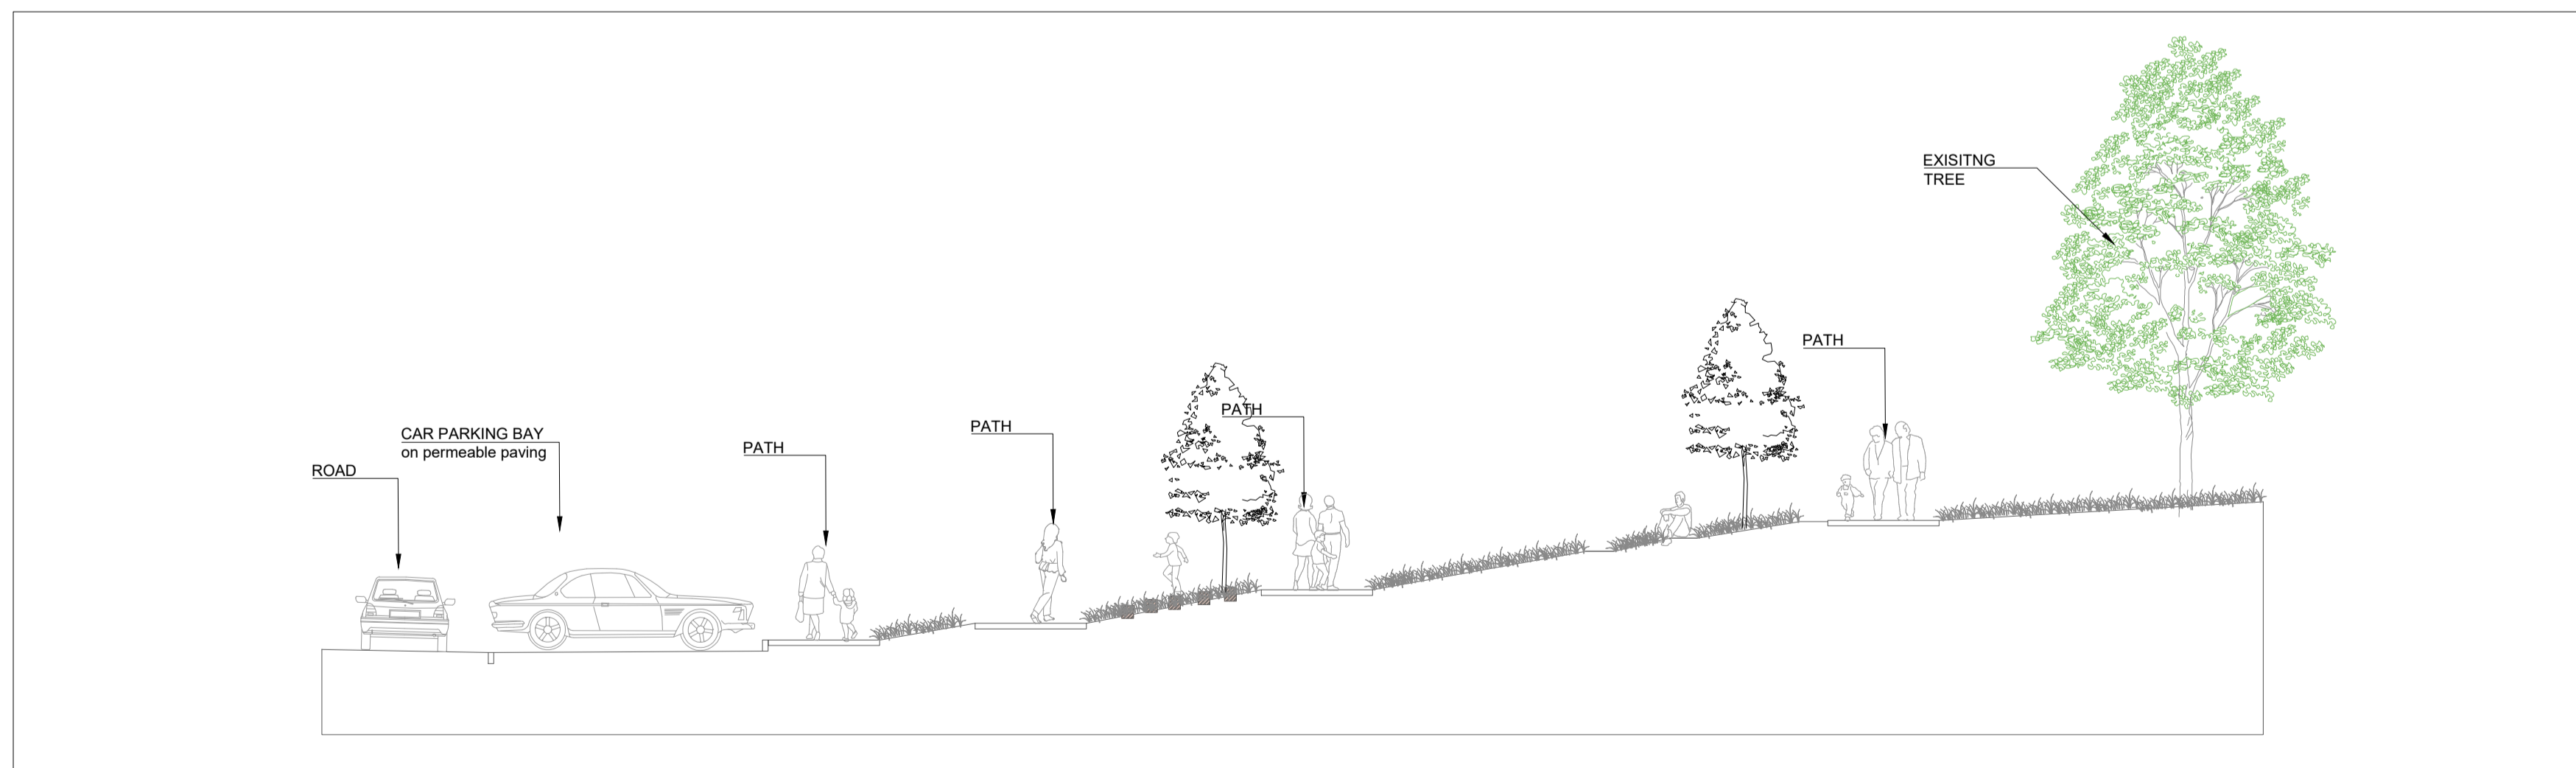 ROAD
CAR PARKING BAY
on permeable paving
PATH
PATH
PATH
PATH
EXISITNG
TREE